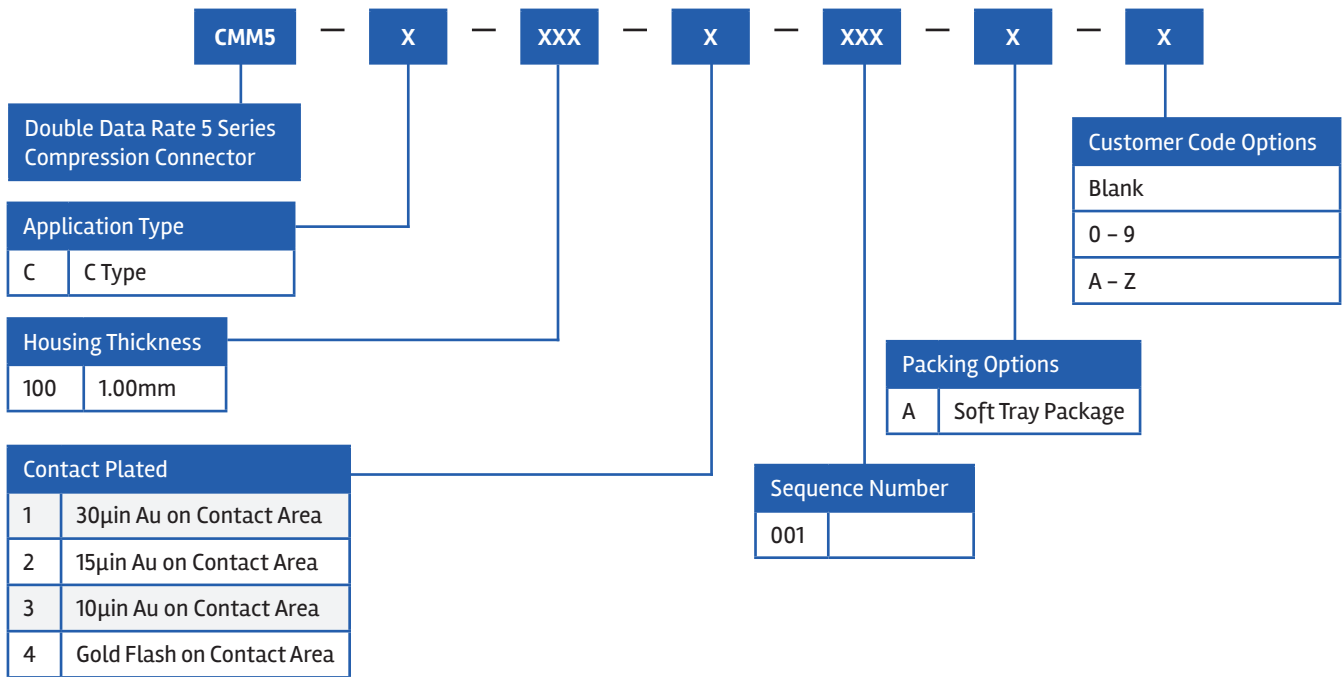 CMM5 — X — XXX — X — XXX — X — X
Double Data Rate 5 Series
Compression Connector
Application Type
C C Type
Housing Thickness
100 1.00mm
Contact Plated
1 30µin Au on Contact Area
2 15µin Au on Contact Area
3 10µin Au on Contact Area
4 Gold Flash on Contact Area
Sequence Number
001
Packing Options
A Soft Tray Package
Customer Code Options
Blank
0 – 9
A – Z